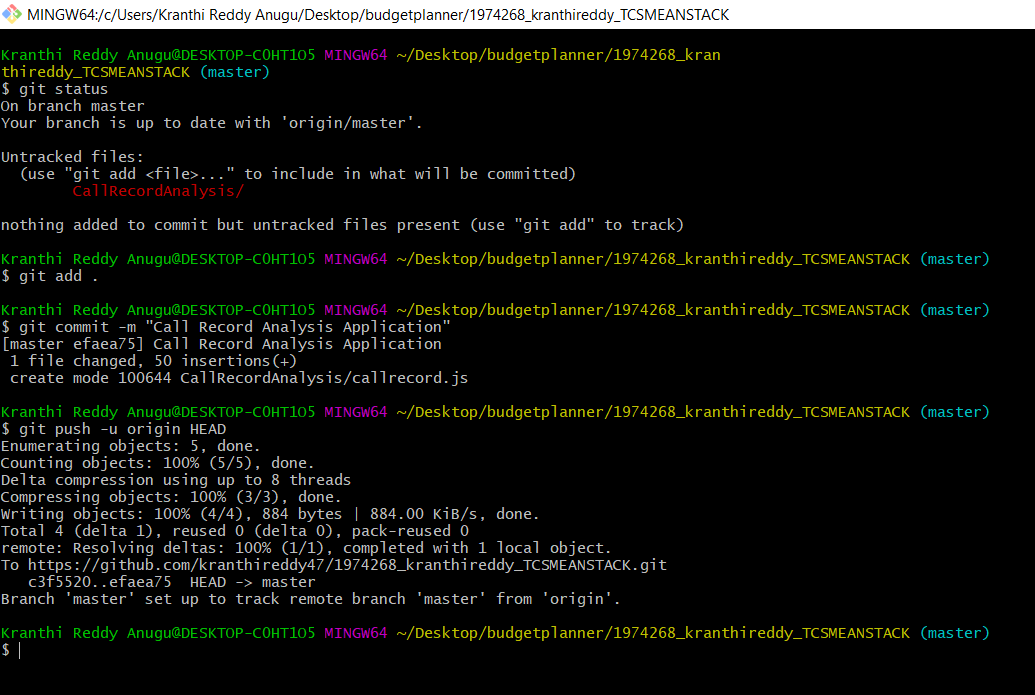 MINGW64:/c/Users/Kranthi Reddy Anugu/Desktop/budgetplanner/1974268_kranthireddy_TCSMEANSTACK
Kranthi Reddy Anugu@DESKTOP-C0HT1O5 MINGW64 ~/Desktop/budgetplanner/1974268_kran
thireddy_TCSMEANSTACK (master)
$ git status
On branch master
Your branch is up to date with 'origin/master'.
Untracked files:
  (use "git add <file>..." to include in what will be committed)
        CallRecordAnalysis/
nothing added to commit but untracked files present (use "git add" to track)
Kranthi Reddy Anugu@DESKTOP-C0HT1O5 MINGW64 ~/Desktop/budgetplanner/1974268_kranthireddy_TCSMEANSTACK (master)
$ git add .
Kranthi Reddy Anugu@DESKTOP-C0HT1O5 MINGW64 ~/Desktop/budgetplanner/1974268_kranthireddy_TCSMEANSTACK (master)
$ git commit -m "Call Record Analysis Application"
[master efaea75] Call Record Analysis Application
 1 file changed, 50 insertions(+)
 create mode 100644 CallRecordAnalysis/callrecord.js
Kranthi Reddy Anugu@DESKTOP-C0HT1O5 MINGW64 ~/Desktop/budgetplanner/1974268_kranthireddy_TCSMEANSTACK (master)
$ git push -u origin HEAD
Enumerating objects: 5, done.
Counting objects: 100% (5/5), done.
Delta compression using up to 8 threads
Compressing objects: 100% (3/3), done.
Writing objects: 100% (4/4), 884 bytes | 884.00 KiB/s, done.
Total 4 (delta 1), reused 0 (delta 0), pack-reused 0
remote: Resolving deltas: 100% (1/1), completed with 1 local object.
To https://github.com/kranthireddy47/1974268_kranthireddy_TCSMEANSTACK.git
   c3f5520..efaea75  HEAD -> master
Branch 'master' set up to track remote branch 'master' from 'origin'.
Kranthi Reddy Anugu@DESKTOP-C0HT1O5 MINGW64 ~/Desktop/budgetplanner/1974268_kranthireddy_TCSMEANSTACK (master)
$